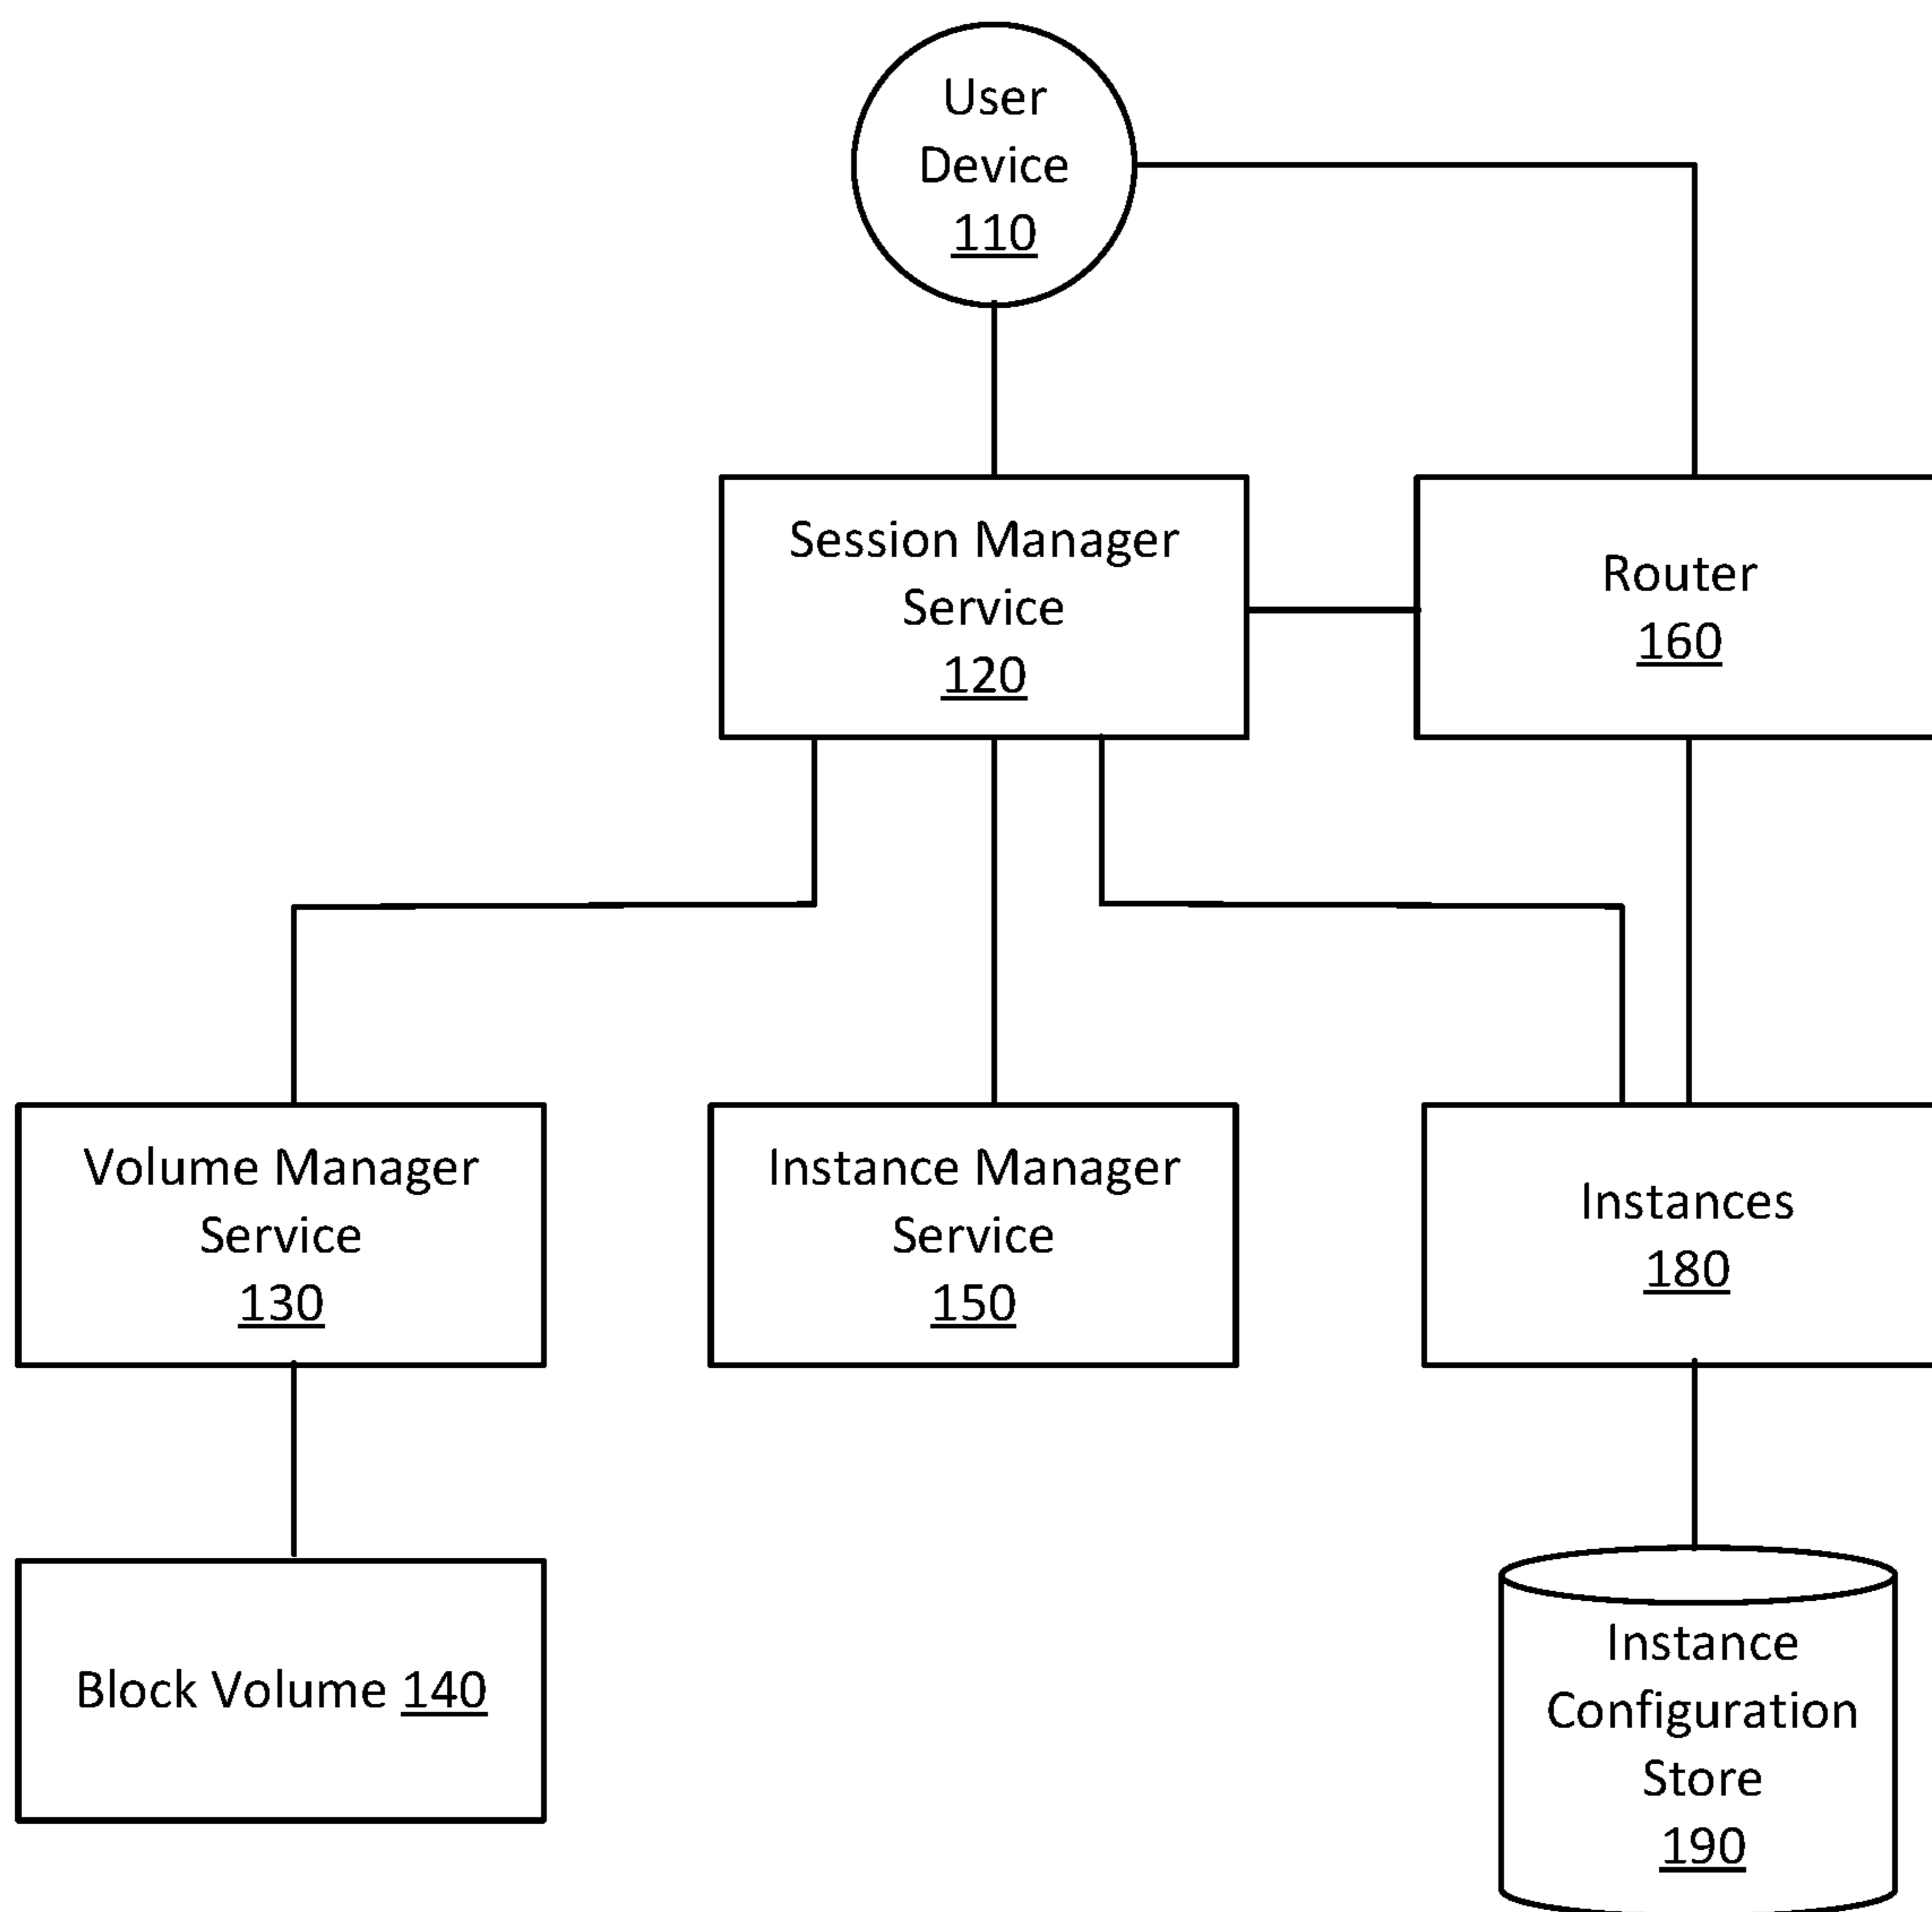 User
Device
110
Session Manager
Service
120
Router
160
Volume Manager
Service
130
Instance Manager
Service
150
Instances
180
Block Volume 140
Instance
Configuration
Store
190